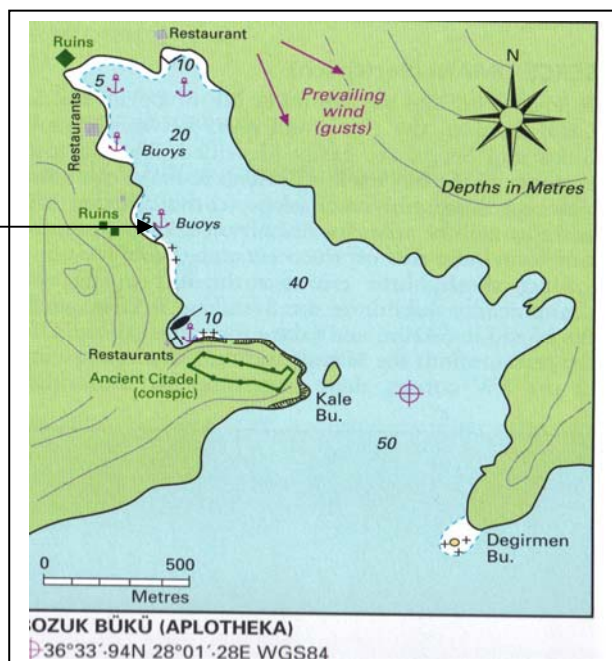 Ruins
Restaurant
5
10
N
Prevailing
wind
(gusts)
Restaurants
20
Buoys
Depths in Metres
Ruins
5
Buoys
40
10
Restaurants
Ancient Citadel
(conspic)
Kale
Bu.
50
Degirmen
Bu.
0
500
Metres
OZUK BÜKÜ (APLOTHEKA)
36°33´·94N 28°01´·28E WGS84